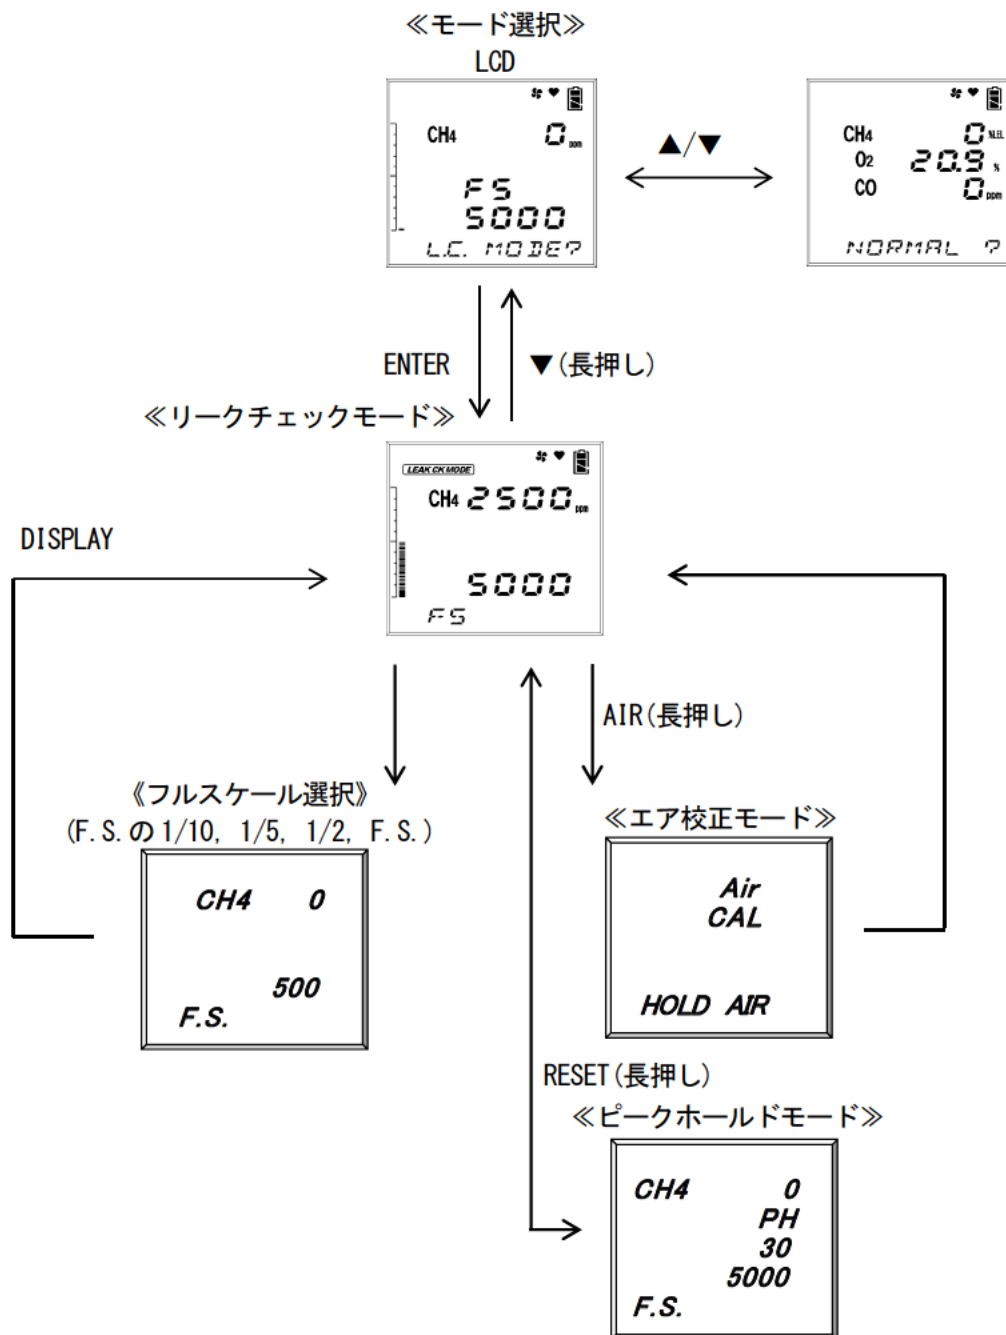 ≪モード選択≫
LCD
CH4 0 ppm
FS
5000
L.C. MODE?
▲/▼
CH4 0 %LEL
O2 20.9 %
CO 0 ppm
NORMAL ?
ENTER
▼(長押し)
≪リークチェックモード≫
LEAK CK MODE
CH4 2500 ppm
5000
FS
DISPLAY
AIR(長押し)
《フルスケール選択》
(F.S.の1/10, 1/5, 1/2, F.S.)
CH4 0
500
F.S.
≪エア校正モード≫
Air
CAL
HOLD AIR
RESET(長押し)
≪ピークホールドモード≫
CH4 0
PH
30
5000
F.S.